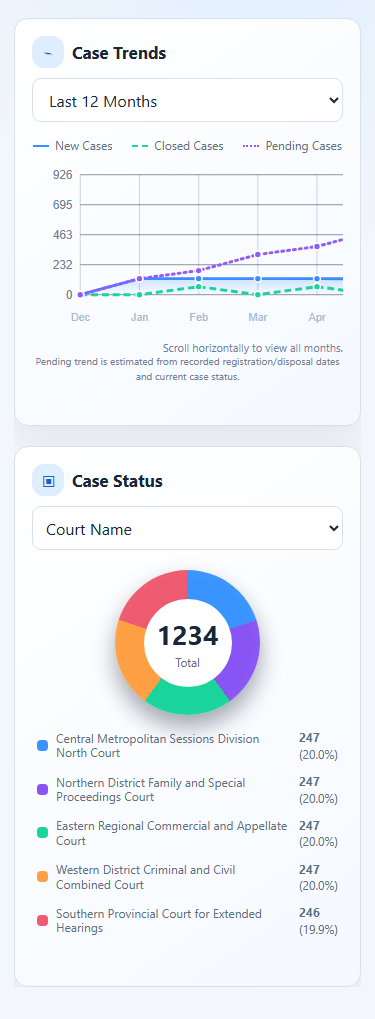 Case Trends
Last 12 Months
New Cases
Closed Cases
Pending Cases
926
695
463
232
0
Dec
Jan
Feb
Mar
Apr
Scroll horizontally to view all months.
Pending trend is estimated from recorded registration/disposal dates
and current case status.
Case Status
Court Name
1234
Total
Central Metropolitan Sessions Division
North Court
247
(20.0%)
Northern District Family and Special
Proceedings Court
247
(20.0%)
Eastern Regional Commercial and Appellate
Court
247
(20.0%)
Western District Criminal and Civil
Combined Court
247
(20.0%)
Southern Provincial Court for Extended
Hearings
246
(19.9%)